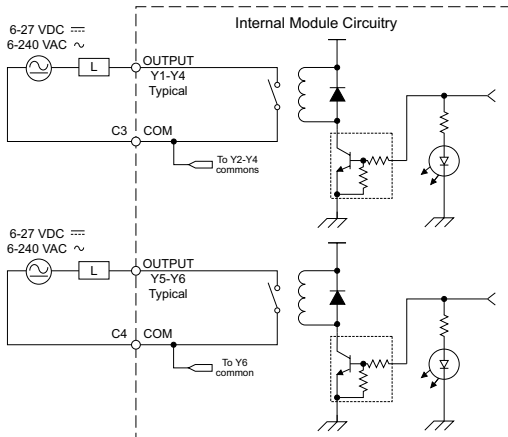 Internal Module Circuitry
6-27 VDC
6-240 VAC ~
L
OUTPUT
Y1-Y4
Typical
C3
COM
To Y2-Y4
commons
6-27 VDC
6-240 VAC ~
L
OUTPUT
Y5-Y6
Typical
C4
COM
To Y6
common